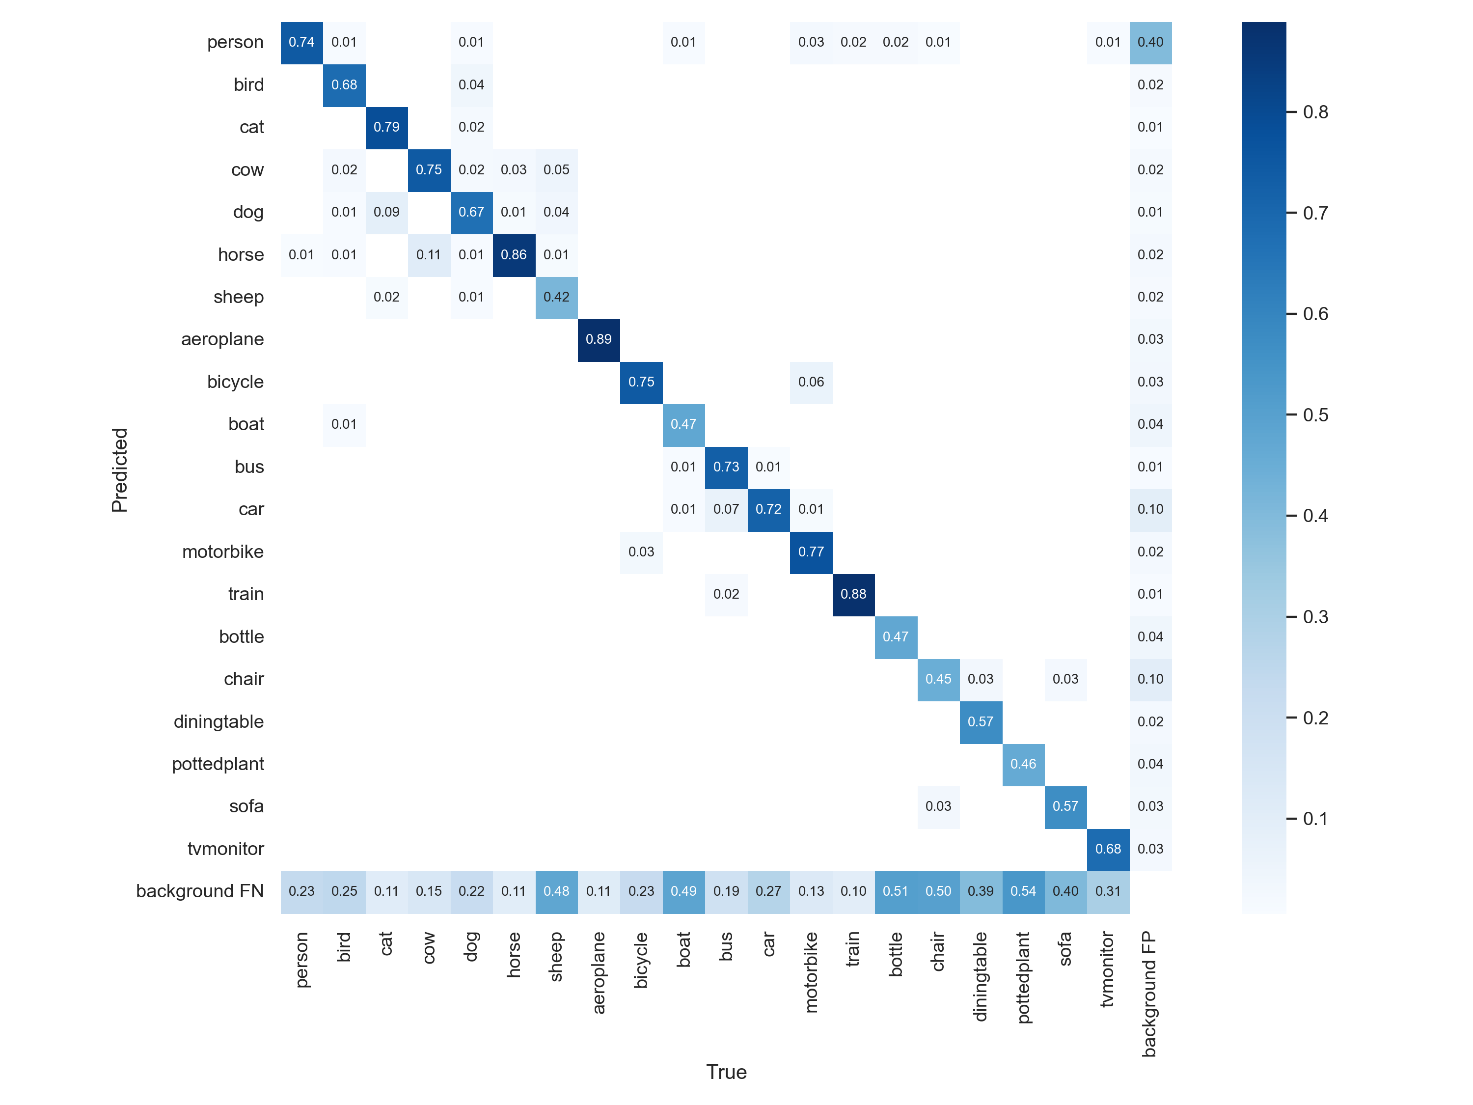 person 0.74 0.01 0.01 0.01 0.03 0.02 0.02 0.01 0.01 0.40
bird 0.68 0.04 0.02
cat 0.79 0.02 0.01
0.8
cow 0.02 0.75 0.02 0.03 0.05 0.02
dog 0.01 0.09 0.67 0.01 0.04 0.01
0.7
horse 0.01 0.01 0.11 0.01 0.86 0.01 0.02
sheep 0.02 0.01 0.42 0.02
0.6
aeroplane 0.89 0.03
bicycle 0.75 0.06 0.03
0.5
boat 0.01 0.47 0.04
Predicted
bus 0.01 0.73 0.01 0.01
car 0.01 0.07 0.72 0.01 0.10
0.4
motorbike 0.03 0.77 0.02
train 0.02 0.88 0.01
0.3
bottle 0.47 0.04
chair 0.45 0.03 0.03 0.10
0.2
diningtable 0.57 0.02
pottedplant 0.46 0.04
sofa 0.03 0.57 0.03
0.1
tvmonitor 0.68 0.03
background FN 0.23 0.25 0.11 0.15 0.22 0.11 0.48 0.11 0.23 0.49 0.19 0.27 0.13 0.10 0.51 0.50 0.39 0.54 0.40 0.31
person
bird
cat
cow
dog
horse
sheep
aeroplane
bicycle
boat
bus
car
motorbike
train
bottle
chair
diningtable
pottedplant
sofa
tvmonitor
background FP
True